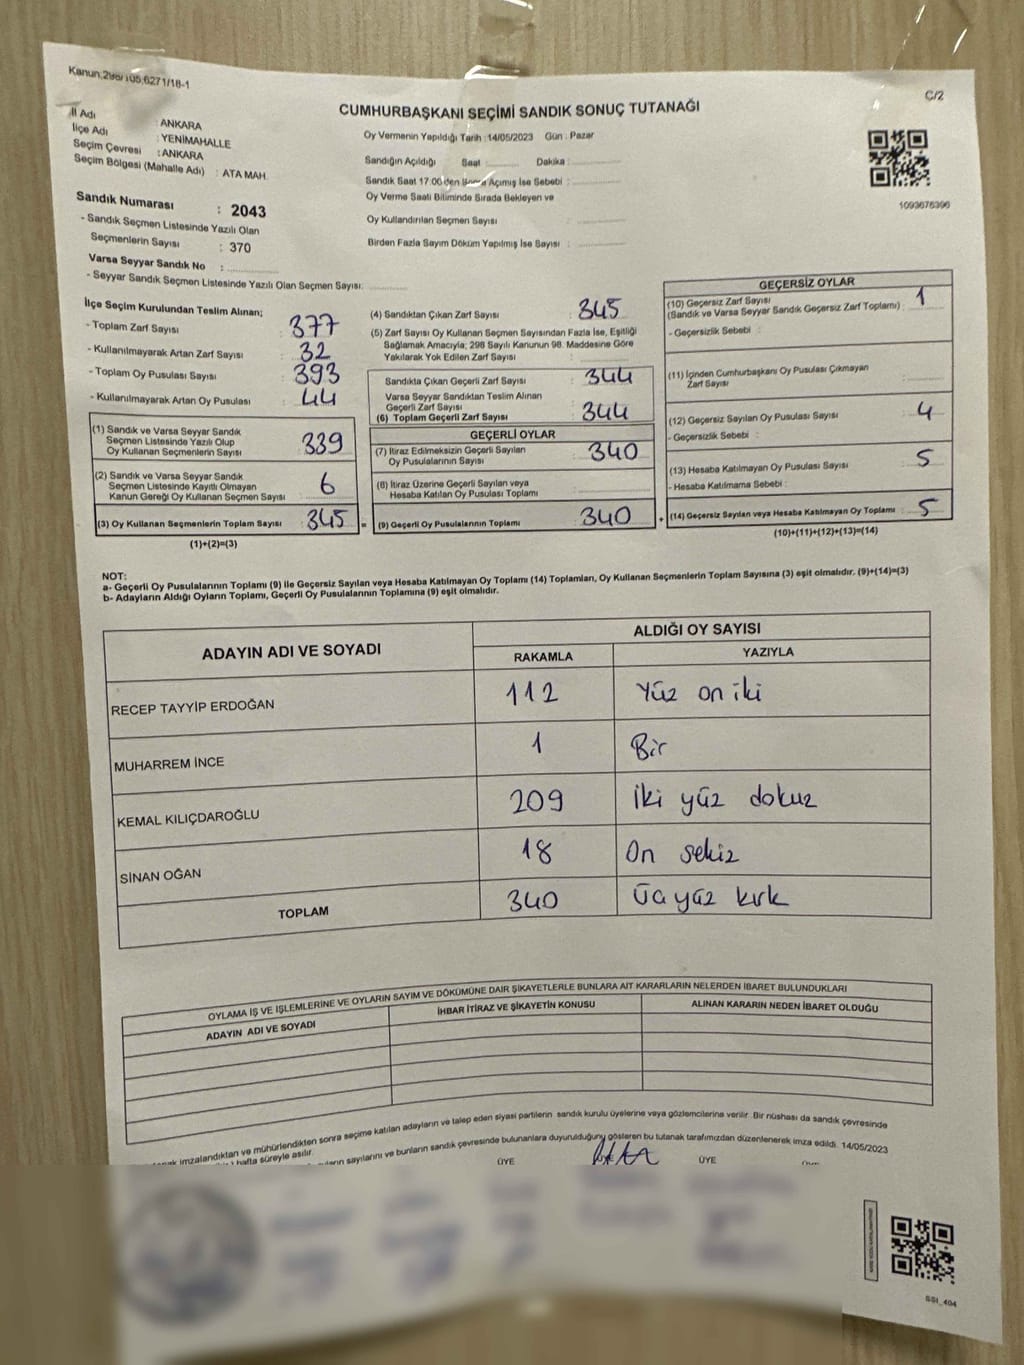 Kanun:298/105,6271/18-1
C/2
CUMHURBAŞKANI SEÇİMİ SANDIK SONUÇ TUTANAĞI
İl Adı : ANKARA
İlçe Adı : YENİMAHALLE
Seçim Çevresi : ANKARA
Seçim Bölgesi (Mahalle Adı) : ATA MAH.
Oy Vermenin Yapıldığı Tarih :14/05/2023 Gün : Pazar
Sandığın Açıldığı Saat : Dakika :
Sandık Saat 17:00'den Sonra Açılmış İse Sebebi :
Oy Verme Saati Bitiminde Sırada Bekleyen ve
Oy Kullandırılan Seçmen Sayısı :
Birden Fazla Sayım Döküm Yapılmış İse Sayısı :
1093676396
Sandık Numarası : 2043
- Sandık Seçmen Listesinde Yazılı Olan
Seçmenlerin Sayısı : 370
Varsa Seyyar Sandık No :
- Seyyar Sandık Seçmen Listesinde Yazılı Olan Seçmen Sayısı:
İlçe Seçim Kurulundan Teslim Alınan;
- Toplam Zarf Sayısı : 377
- Kullanılmayarak Artan Zarf Sayısı : 32
- Toplam Oy Pusulası Sayısı : 393
- Kullanılmayarak Artan Oy Pusulası : 44
(1) Sandık ve Varsa Seyyar Sandık
Seçmen Listesinde Yazılı Olup
Oy Kullanan Seçmenlerin Sayısı : 339
(2) Sandık ve Varsa Seyyar Sandık
Seçmen Listesinde Kayıtlı Olmayan
Kanun Gereği Oy Kullanan Seçmen Sayısı : 6
(3) Oy Kullanan Seçmenlerin Toplam Sayısı : 345 =
(1)+(2)=(3)
(4) Sandıktan Çıkan Zarf Sayısı : 345
(5) Zarf Sayısı Oy Kullanan Seçmen Sayısından Fazla İse, Eşitliği
Sağlamak Amacıyla; 298 Sayılı Kanunun 98. Maddesine Göre
Yakılarak Yok Edilen Zarf Sayısı :
Sandıkta Çıkan Geçerli Zarf Sayısı : 344
Varsa Seyyar Sandıktan Teslim Alınan
Geçerli Zarf Sayısı :
(6) Toplam Geçerli Zarf Sayısı : 344
GEÇERLİ OYLAR
(7) İtiraz Edilmeksizin Geçerli Sayılan
Oy Pusulalarının Sayısı : 340
(8) İtiraz Üzerine Geçerli Sayılan veya
Hesaba Katılan Oy Pusulası Toplamı :
(9) Geçerli Oy Pusulalarının Toplamı : 340 +
GEÇERSİZ OYLAR
(10) Geçersiz Zarf Sayısı
(Sandık ve Varsa Seyyar Sandık Geçersiz Zarf Toplamı) : 1
- Geçersizlik Sebebi :
(11) İçinden Cumhurbaşkanı Oy Pusulası Çıkmayan
Zarf Sayısı :
(12) Geçersiz Sayılan Oy Pusulası Sayısı : 4
- Geçersizlik Sebebi :
(13) Hesaba Katılmayan Oy Pusulası Sayısı : 5
- Hesaba Katılmama Sebebi :
(14) Geçersiz Sayılan veya Hesaba Katılmayan Oy Toplamı : 5
(10)+(11)+(12)+(13)=(14)
NOT:
a- Geçerli Oy Pusulalarının Toplamı (9) ile Geçersiz Sayılan veya Hesaba Katılmayan Oy Toplamı (14) Toplamları, Oy Kullanan Seçmenlerin Toplam Sayısına (3) eşit olmalıdır. (9)+(14)=(3)
b- Adayların Aldığı Oyların Toplamı, Geçerli Oy Pusulalarının Toplamına (9) eşit olmalıdır.
ADAYIN ADI VE SOYADI
ALDIĞI OY SAYISI
RAKAMLA YAZIYLA
RECEP TAYYİP ERDOĞAN 112 Yüz on iki
MUHARREM İNCE 1 Bir
KEMAL KILIÇDAROĞLU 209 İki yüz dokuz
SİNAN OĞAN 18 On sekiz
TOPLAM 340 Üç yüz kırk
OYLAMA İŞ VE İŞLEMLERİNE VE OYLARIN SAYIM VE DÖKÜMÜNE DAİR ŞİKAYETLERLE BUNLARA AİT KARARLARIN NELERDEN İBARET BULUNDUKLARI
ADAYIN ADI VE SOYADI İHBAR İTİRAZ VE ŞİKAYETİN KONUSU ALINAN KARARIN NEDEN İBARET OLDUĞU
imzalandıktan ve mühürlendikten sonra seçime katılan adayların ve talep eden siyasi partilerin sandık kurulu üyelerine veya gözlemcilerine verilir. Bir nüshası da sandık çevresinde
hafta süreyle asılır.
sayılarını ve bunların sandık çevresinde bulunanlara duyurulduğunu gösteren bu tutanak tarafımızdan düzenlenerek imza edildi. 14/05/2023
ÜYE ÜYE
SSI_404